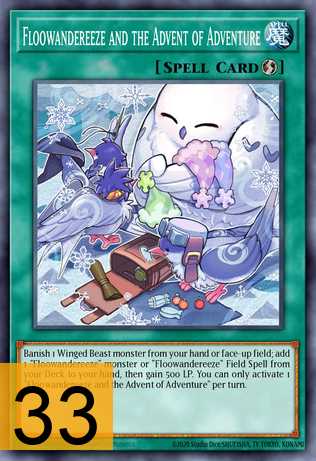 Floowandereeze and the Advent of Adventure
魔
[Spell Card]
Banish 1 Winged Beast monster from your hand or face-up field; add
1 "Floowandereeze" monster or "Floowandereeze" Field Spell from
your Deck to your hand, then gain 500 LP. You can only activate 1
"Floowandereeze and the Advent of Adventure" per turn.
33
©2020 Studio Dice/SHUEISHA, TV TOKYO, KONAMI